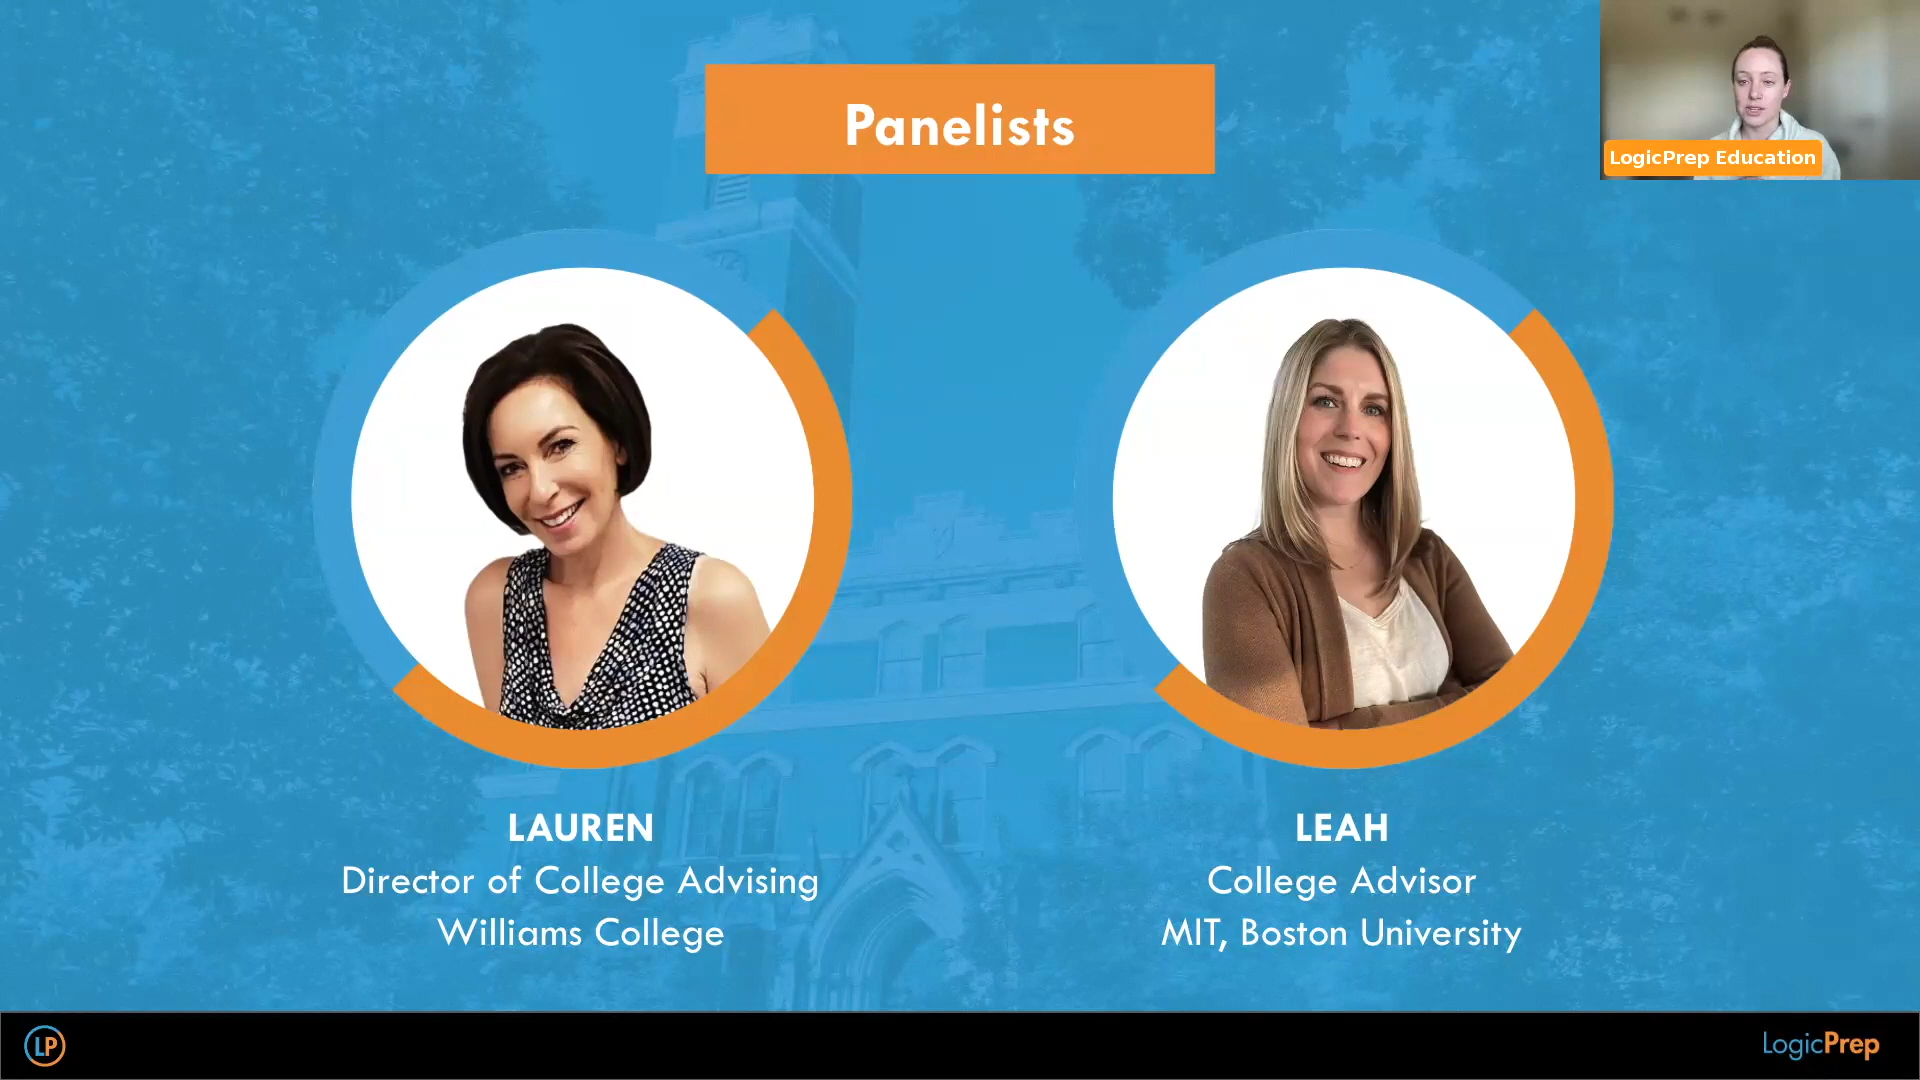 Panelists
LogicPrep Education
LAUREN
Director of College Advising
Williams College
LEAH
College Advisor
MIT, Boston University
LP
LogicPrep